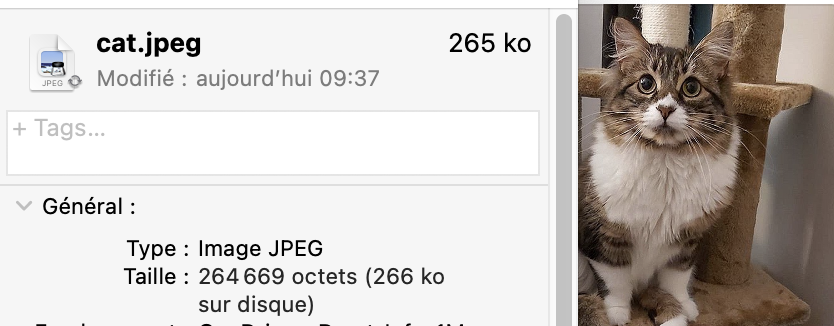 cat.jpeg 265 ko
JPEG
Modifié : aujourd’hui 09:37
+ Tags...
Général :
Type : Image JPEG
Taille : 264 669 octets (266 ko
sur disque)